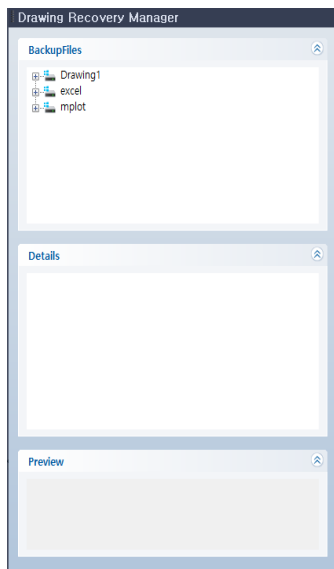 Drawing Recovery Manager
BackupFiles
Drawing1
excel
mplot
Details
Preview